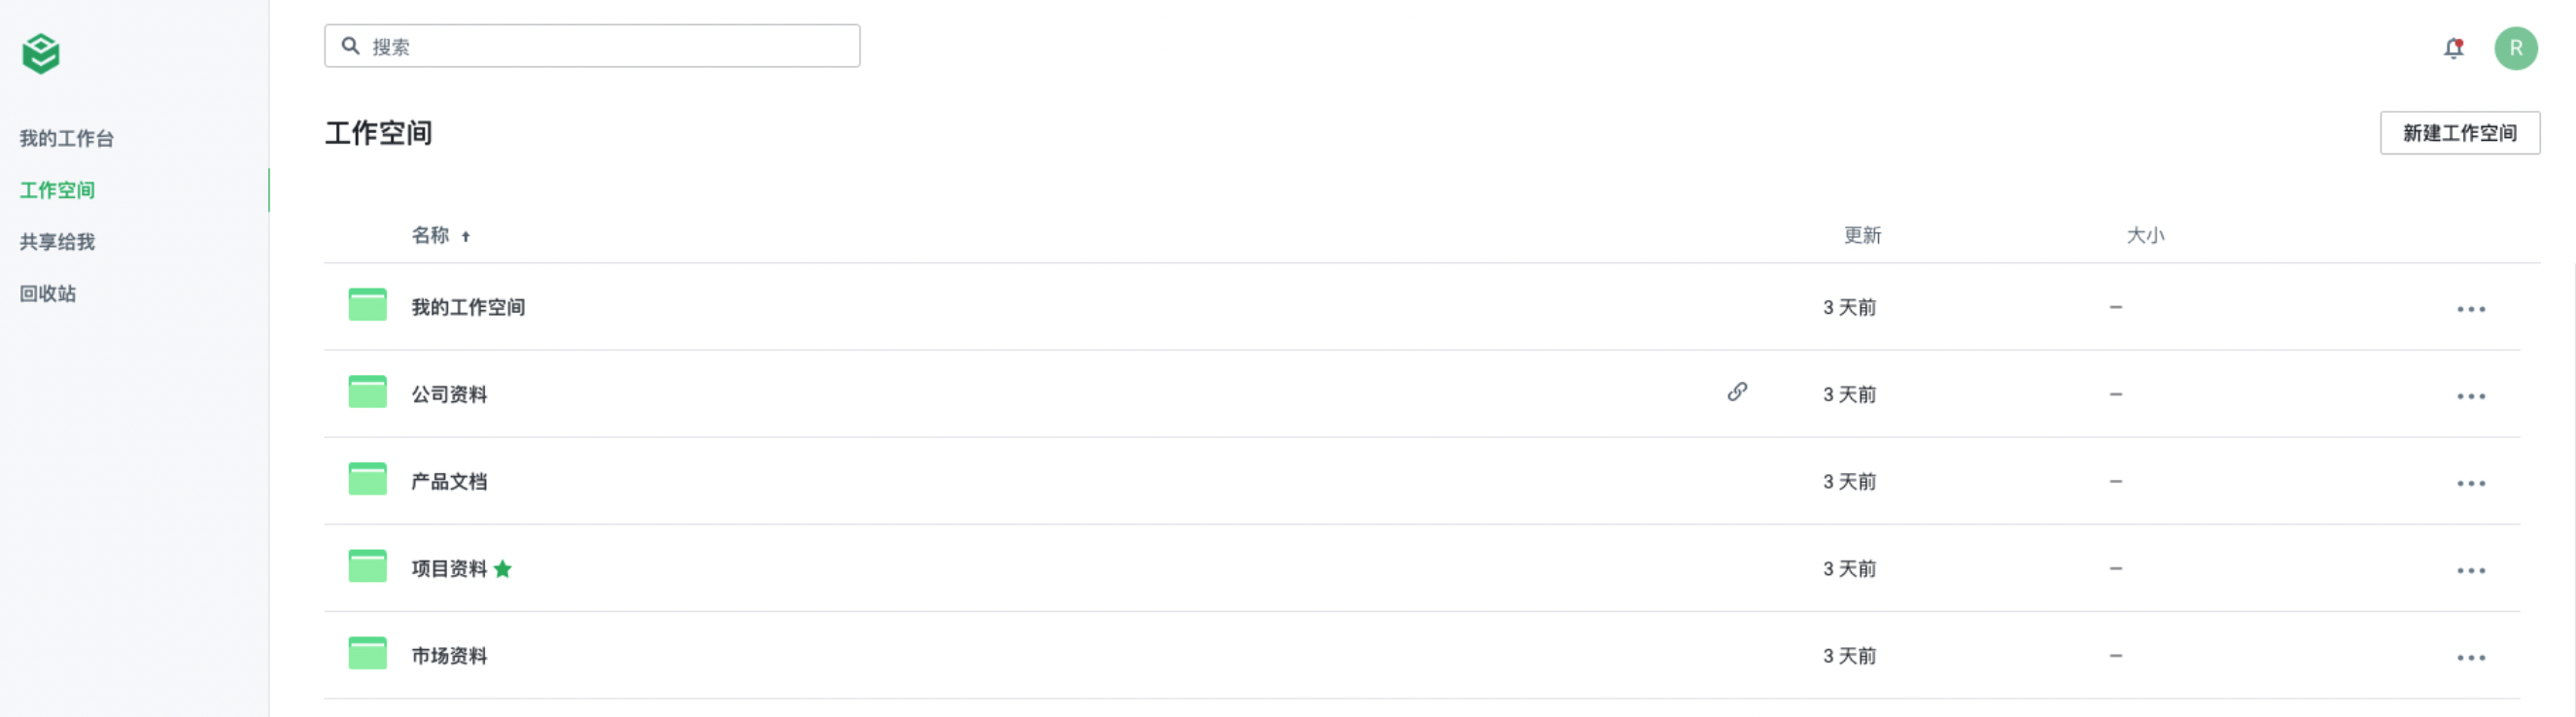 搜索
R
我的工作台
工作空间
共享给我
回收站
工作空间
新建工作空间
名称 更新 大小
我的工作空间 3 天前 –
公司资料 3 天前 –
产品文档 3 天前 –
项目资料 3 天前 –
市场资料 3 天前 –